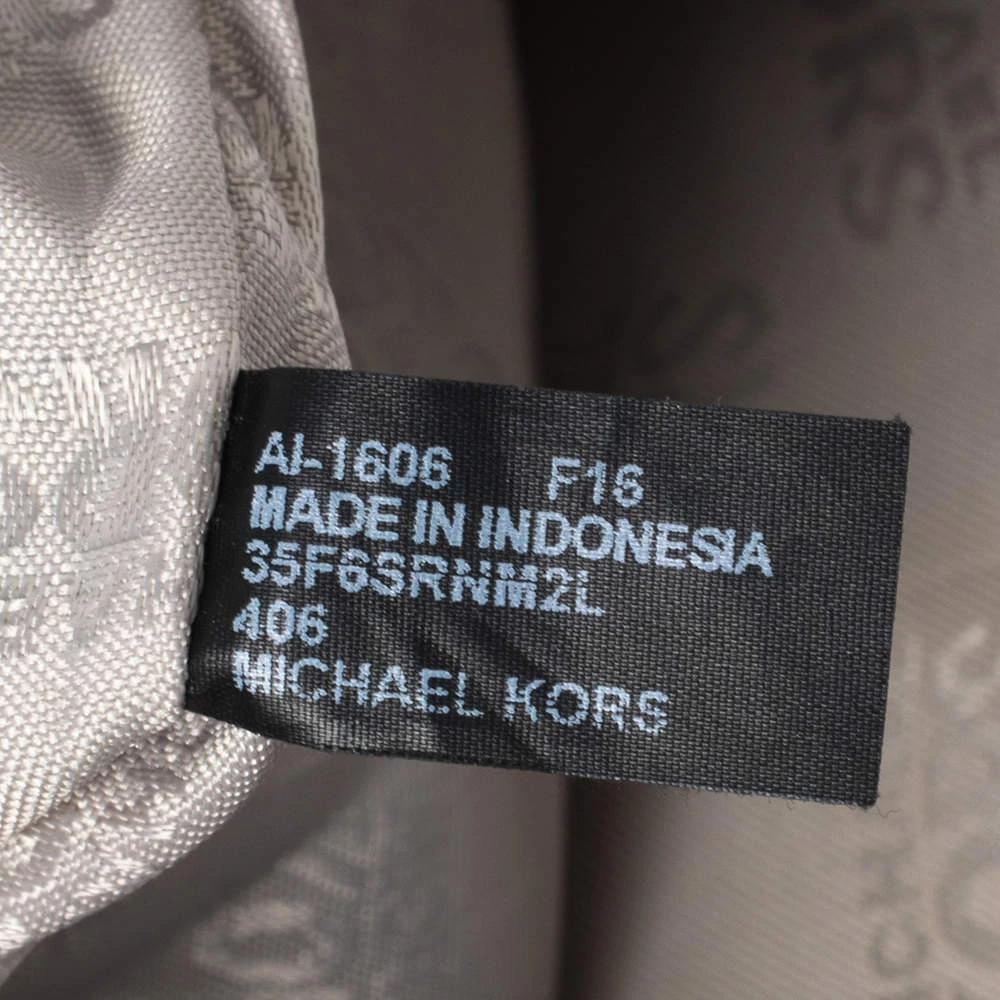 AI-1606 F16
MADE IN INDONESIA
35F6SRNM2L
406
MICHAEL KORS